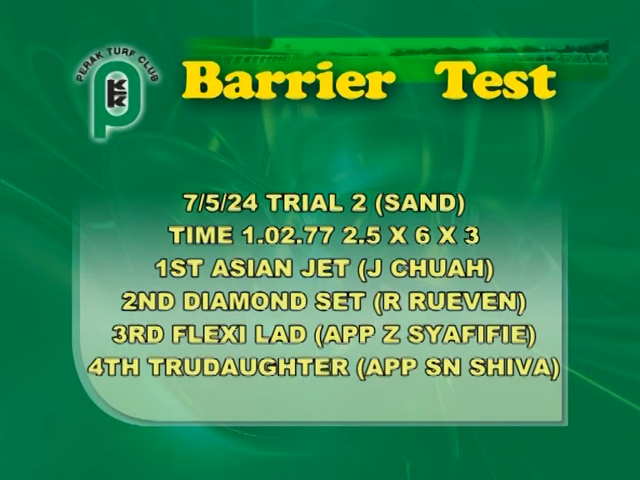 PERAK TURF CLUB
Barrier Test
7/5/24 TRIAL 2 (SAND)
TIME 1.02.77 2.5 X 6 X 3
1ST ASIAN JET (J CHUAH)
2ND DIAMOND SET (R RUEVEN)
3RD FLEXI LAD (APP Z SYAFIFIE)
4TH TRUDAUGHTER (APP SN SHIVA)